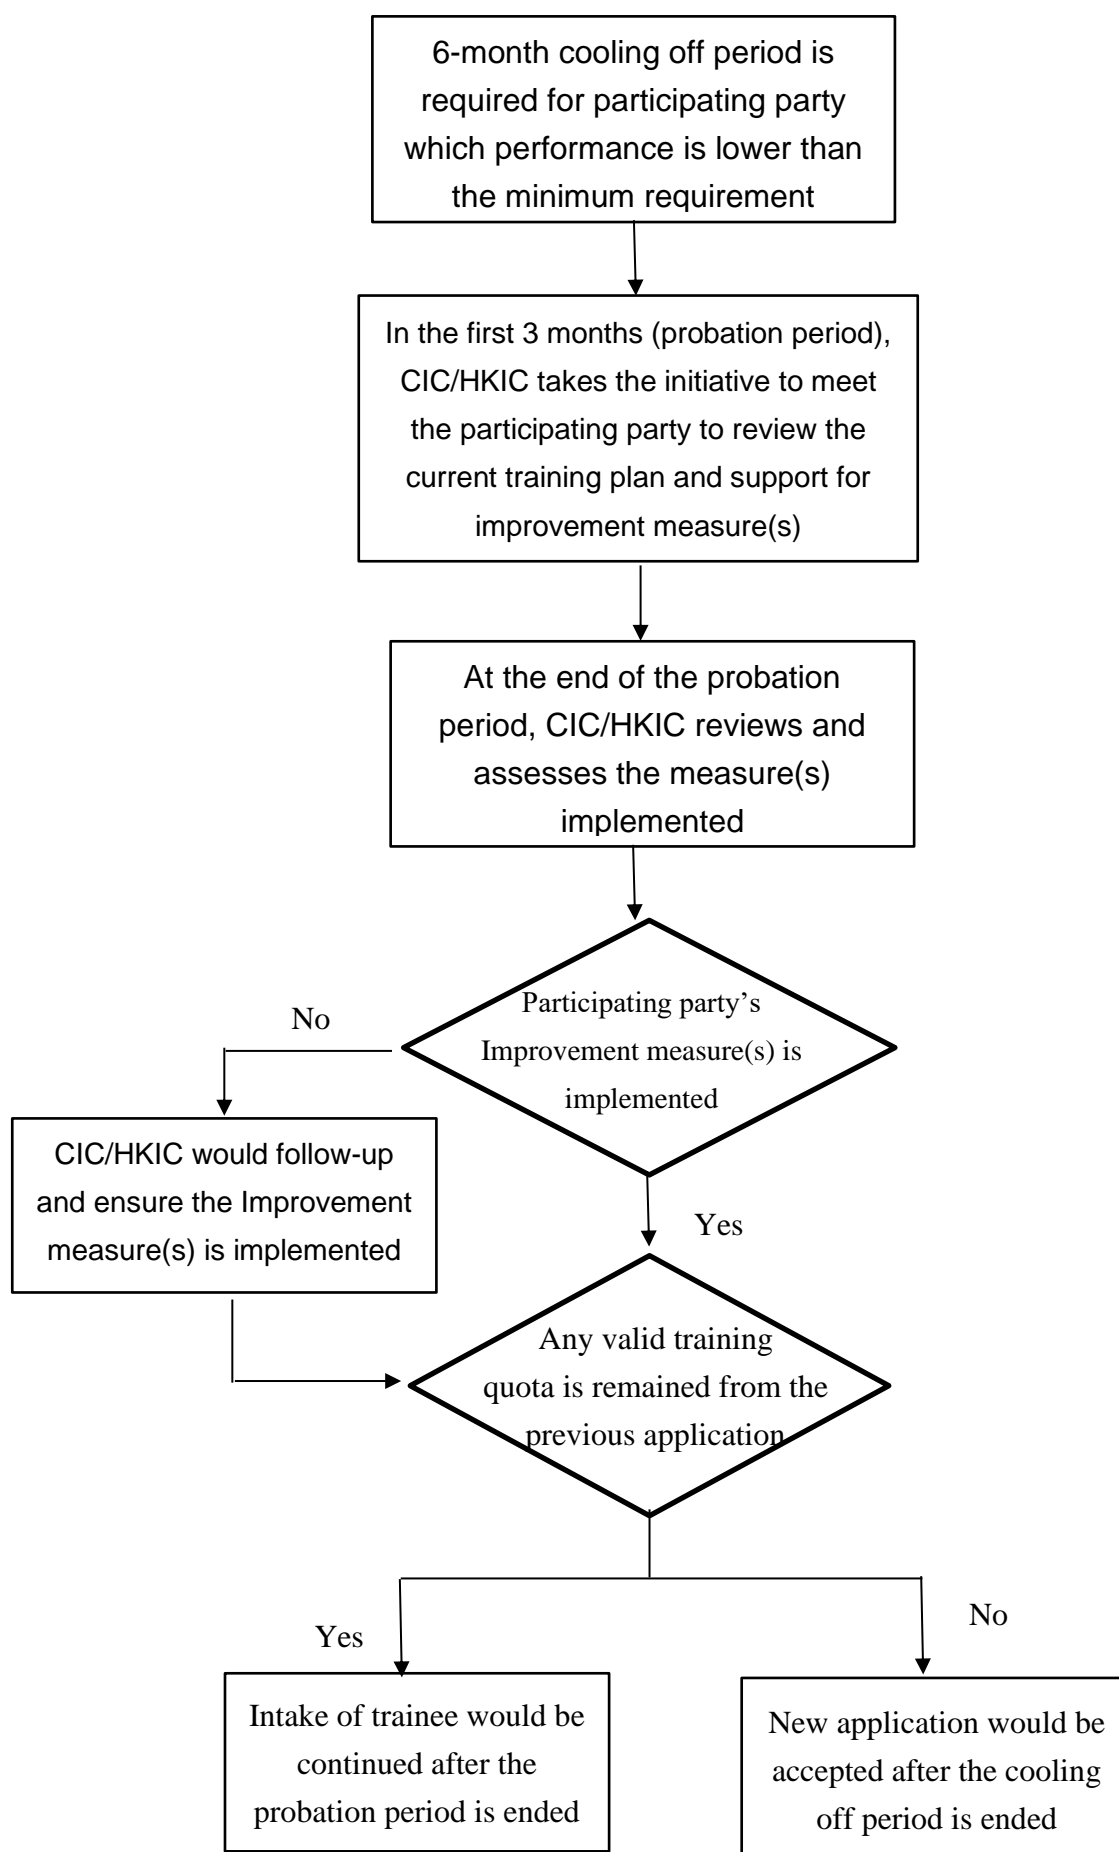 6-month cooling off period is
required for participating party
which performance is lower than
the minimum requirement
In the first 3 months (probation period),
CIC/HKIC takes the initiative to meet
the participating party to review the
current training plan and support for
improvement measure(s)
At the end of the probation
period, CIC/HKIC reviews and
assesses the measure(s)
implemented
Participating party’s
Improvement measure(s) is
implemented
No
CIC/HKIC would follow-up
and ensure the Improvement
measure(s) is implemented
Yes
Any valid training
quota is remained from the
previous application
Yes
No
Intake of trainee would be
continued after the
probation period is ended
New application would be
accepted after the cooling
off period is ended